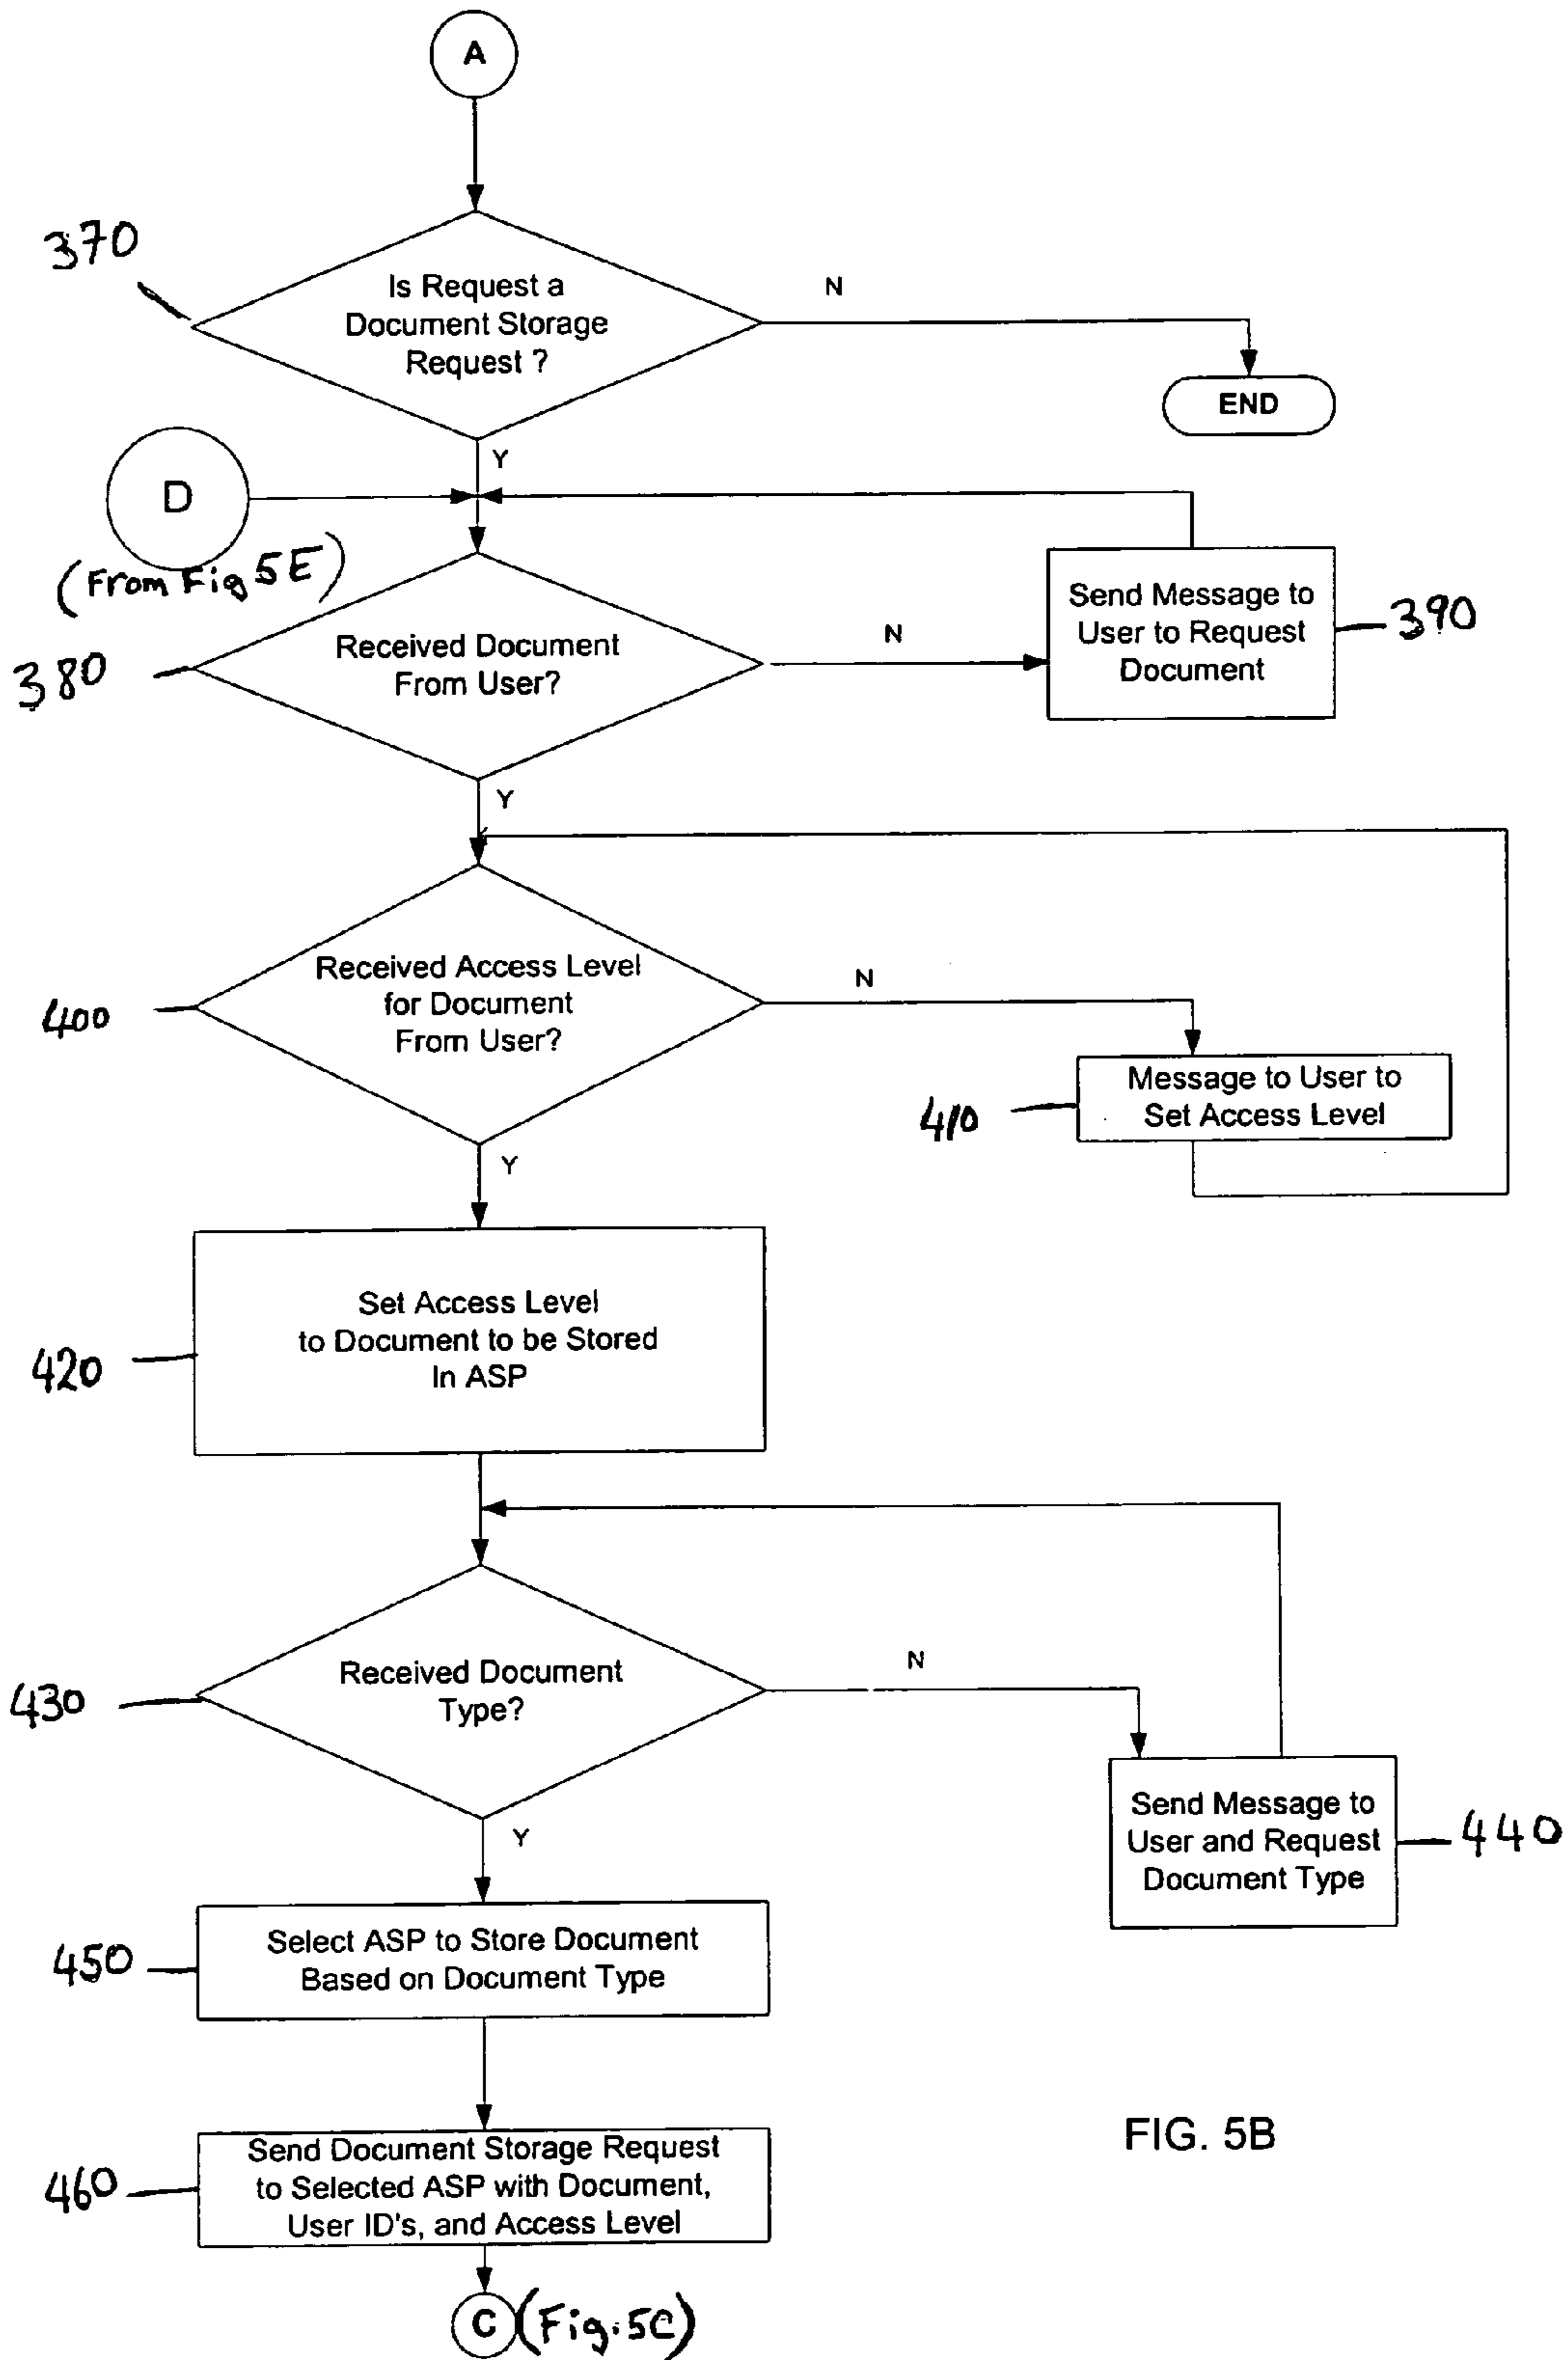 A
370
Is Request a
Document Storage
Request ?
N
END
Y
D
(From Fig 5E)
380
Received Document
From User?
N
Send Message to
User to Request
Document
390
Y
400
Received Access Level
for Document
From User?
N
Message to User to
Set Access Level
410
Y
420
Set Access Level
to Document to be Stored
In ASP
430
Received Document
Type?
N
Send Message to
User and Request
Document Type
440
Y
450
Select ASP to Store Document
Based on Document Type
460
Send Document Storage Request
to Selected ASP with Document,
User ID's, and Access Level
FIG. 5B
C (Fig. 5C)